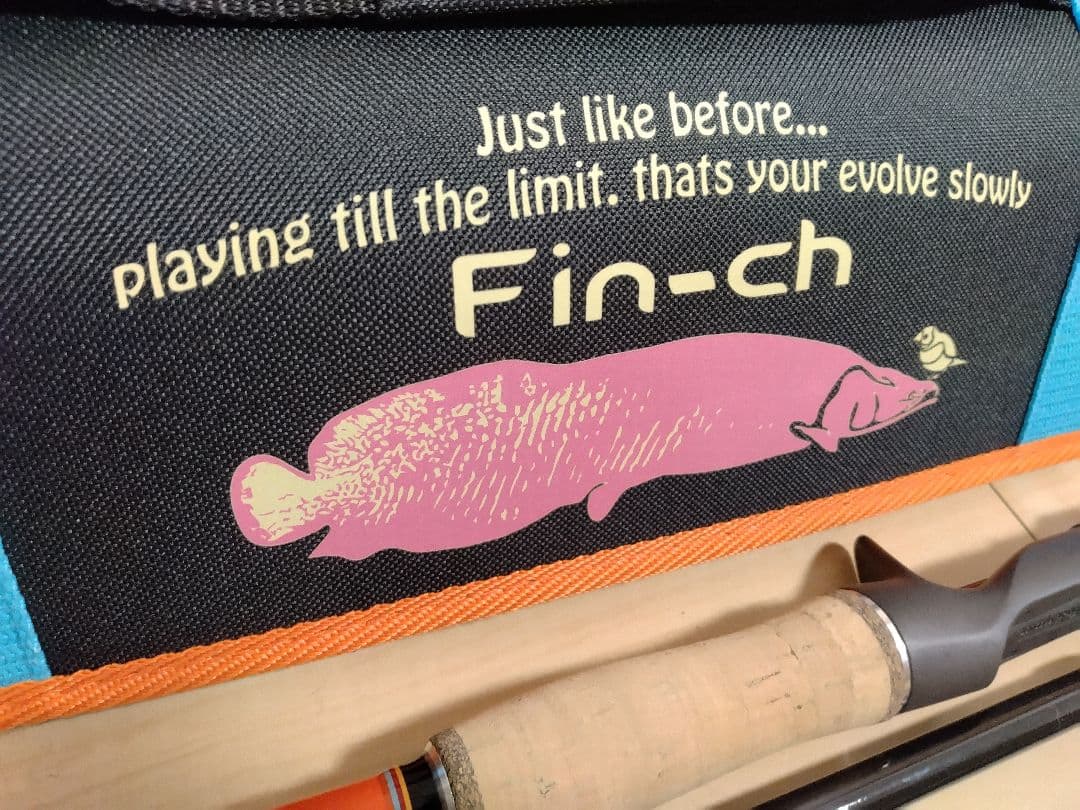 Just like before...
playing till the limit. thats your evolve slowly
Fin-ch